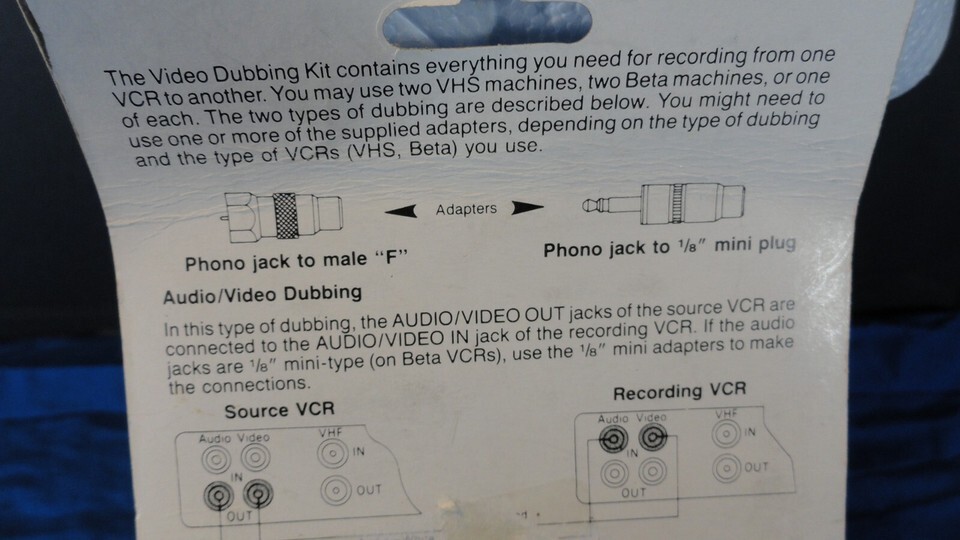 The Video Dubbing Kit contains everything you need for recording from one
VCR to another. You may use two VHS machines, two Beta machines, or one
of each. The two types of dubbing are described below. You might need to
use one or more of the supplied adapters, depending on the type of dubbing
and the type of VCRs (VHS, Beta) you use.
Adapters
Phono jack to male "F"
Phono jack to 1/8" mini plug
Audio/Video Dubbing
In this type of dubbing, the AUDIO/VIDEO OUT jacks of the source VCR are
connected to the AUDIO/VIDEO IN jack of the recording VCR. If the audio
jacks are 1/8" mini-type (on Beta VCRs), use the 1/8" mini adapters to make
the connections.
Source VCR
Audio Video
VHF
IN
IN
OUT
OUT
Recording VCR
Audio Video
VHF
IN
IN
OUT
OUT